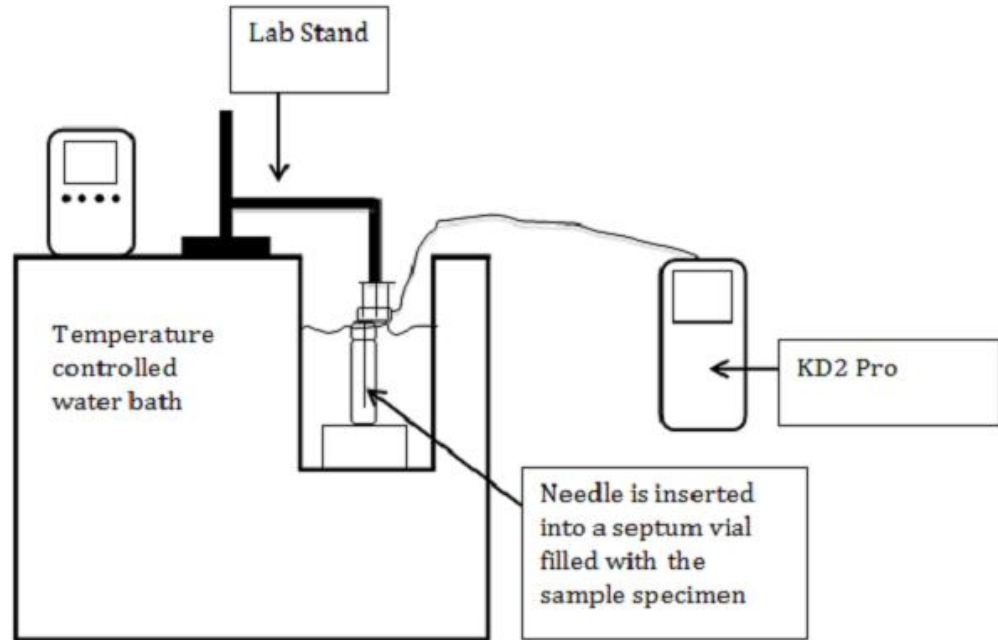 Lab Stand
Temperature
controlled
water bath
KD2 Pro
Needle is inserted
into a septum vial
filled with the
sample specimen